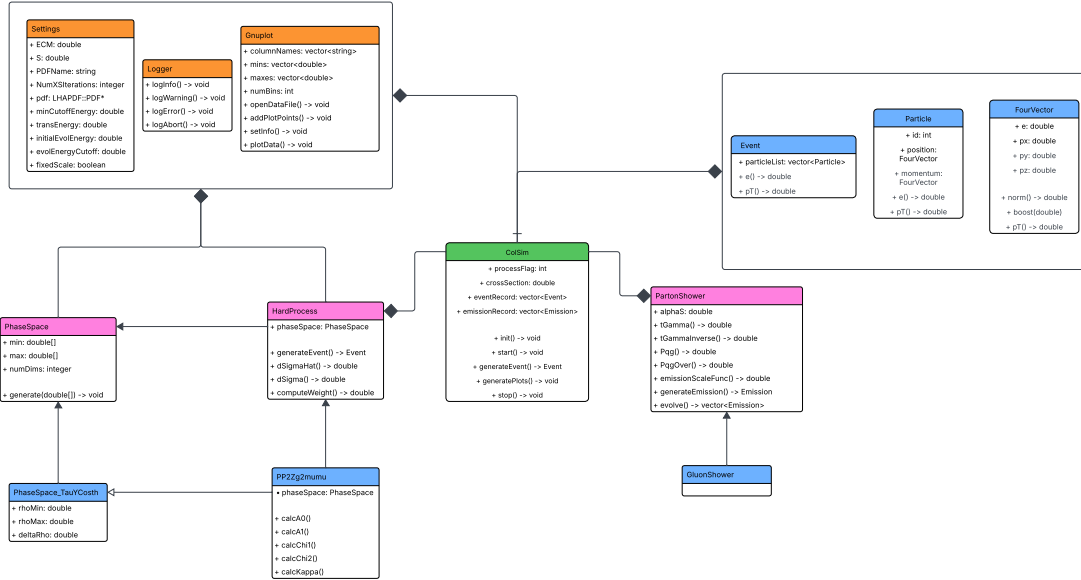 Settings
+ ECM: double
+ S: double
+ PDFName: string
+ NumXSIterations: integer
+ pdf: LHAPDF::PDF*
+ minCutoffEnergy: double
+ transEnergy: double
+ initialEvolEnergy: double
+ evolEnergyCutoff: double
+ fixedScale: boolean
Logger
+ logInfo() -> void
+ logWarning() -> void
+ logError() -> void
+ logAbort() -> void
Gnuplot
+ columnNames: vector<string>
+ mins: vector<double>
+ maxes: vector<double>
+ numBins: int
+ openDataFile() -> void
+ addPlotPoints() -> void
+ setInfo() -> void
+ plotData() -> void
Event
+ particleList: vector<Particle>
+ e() -> double
+ pT() -> double
Particle
+ id: int
+ position:
FourVector
+ momentum:
FourVector
+ e() -> double
+ pT() -> double
FourVector
+ e: double
+ px: double
+ py: double
+ pz: double
+ norm() -> double
+ boost(double)
+ pT() -> double
ColSim
+ processFlag: int
+ crossSection: double
+ eventRecord: vector<Event>
+ emissionRecord: vector<Emission>
+ init() -> void
+ start() -> void
+ generateEvent() -> Event
+ generatePlots() -> void
+ stop() -> void
PhaseSpace
+ min: double[]
+ max: double[]
+ numDims: integer
+ generate(double[]) -> void
HardProcess
+ phaseSpace: PhaseSpace
+ generateEvent() -> Event
+ dSigmaHat() -> double
+ dSigma() -> double
+ computeWeight() -> double
PartonShower
+ alphaS: double
+ tGamma() -> double
+ tGammaInverse() -> double
+ Pqg() -> double
+ PqgOver() -> double
+ emissionScaleFunc() -> double
+ generateEmission() -> Emission
+ evolve() -> vector<Emission>
PhaseSpace_TauYCosth
+ rhoMin: double
+ rhoMax: double
+ deltaRho: double
PP2Zg2mumu
• phaseSpace: PhaseSpace
+ calcA0()
+ calcA1()
+ calcChi1()
+ calcChi2()
+ calcKappa()
GluonShower